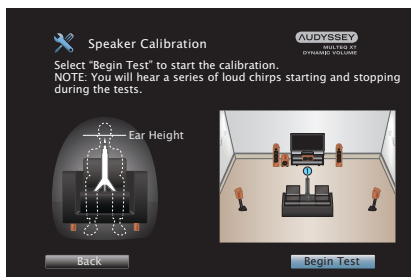 Speaker Calibration
AUDYSSEY
MULTEQ XT
DYNAMIC VOLUME
Select “Begin Test” to start the calibration.
NOTE: You will hear a series of loud chirps starting and stopping
during the tests.
Ear Height
1
Back
Begin Test